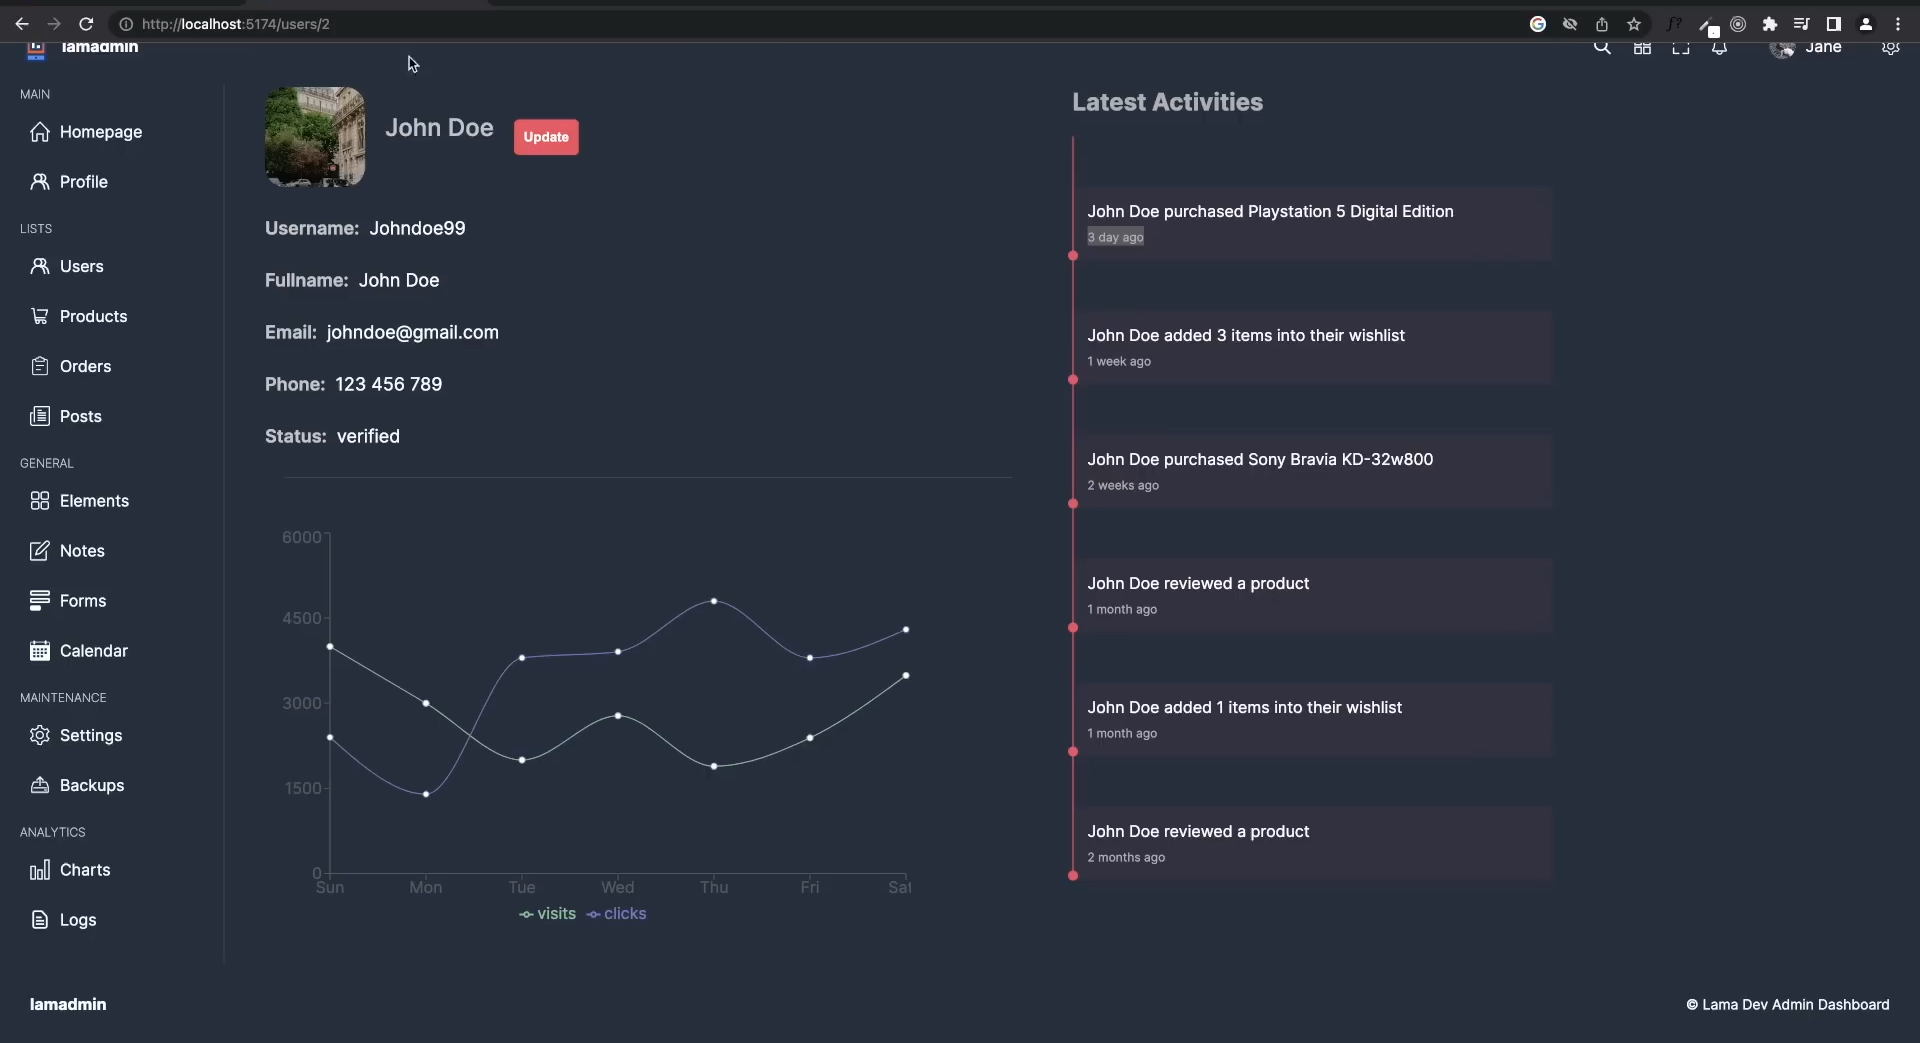 http://localhost:5174/users/2
lamadmin
Jane
MAIN
Homepage
Profile
LISTS
Users
Products
Orders
Posts
GENERAL
Elements
Notes
Forms
Calendar
MAINTENANCE
Settings
Backups
ANALYTICS
Charts
Logs
John Doe
Update
Username: Johndoe99
Fullname: John Doe
Email: johndoe@gmail.com
Phone: 123 456 789
Status: verified
6000
4500
3000
1500
0
Sun Mon Tue Wed Thu Fri Sat
visits clicks
Latest Activities
John Doe purchased Playstation 5 Digital Edition
3 day ago
John Doe added 3 items into their wishlist
1 week ago
John Doe purchased Sony Bravia KD-32w800
2 weeks ago
John Doe reviewed a product
1 month ago
John Doe added 1 items into their wishlist
1 month ago
John Doe reviewed a product
2 months ago
lamadmin
© Lama Dev Admin Dashboard